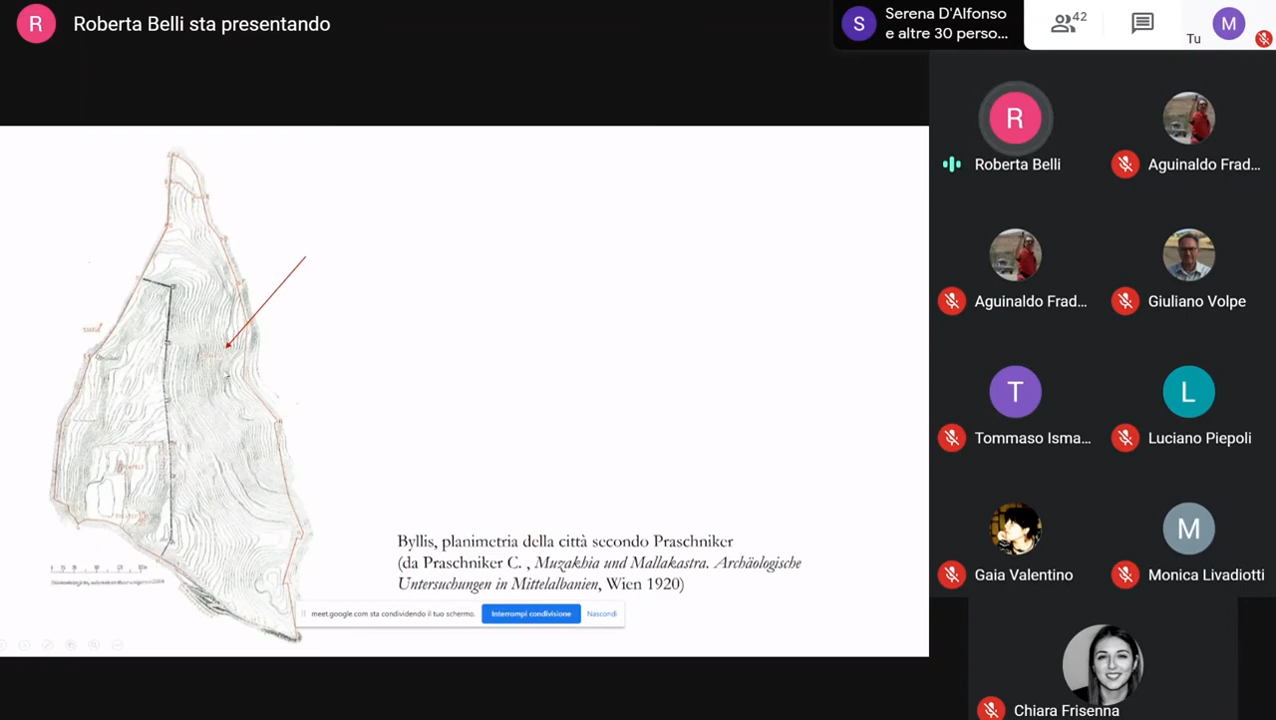 R
Roberta Belli sta presentando
S
Serena D'Alfonso
e altre 30 perso...
42
Tu
M
R
Roberta Belli
Aguinaldo Frad...
Aguinaldo Frad...
Giuliano Volpe
T
Tommaso Isma...
L
Luciano Piepoli
Gaia Valentino
M
Monica Livadiotti
Chiara Frisenna
Byllis, planimetria della città secondo Praschniker
(da Praschniker C. , Muzakhia und Mallakastra. Archäologische
Untersuchungen in Mittelalbanien, Wien 1920)
meet.google.com sta condividendo il tuo schermo.
Interrompi condivisione
Nascondi